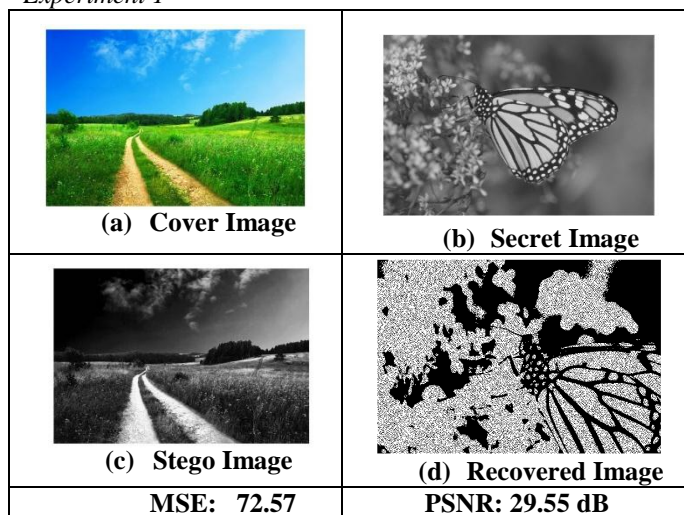 Experiment 1
(a) Cover Image
(b) Secret Image
(c) Stego Image
(d) Recovered Image
MSE: 72.57
PSNR: 29.55 dB